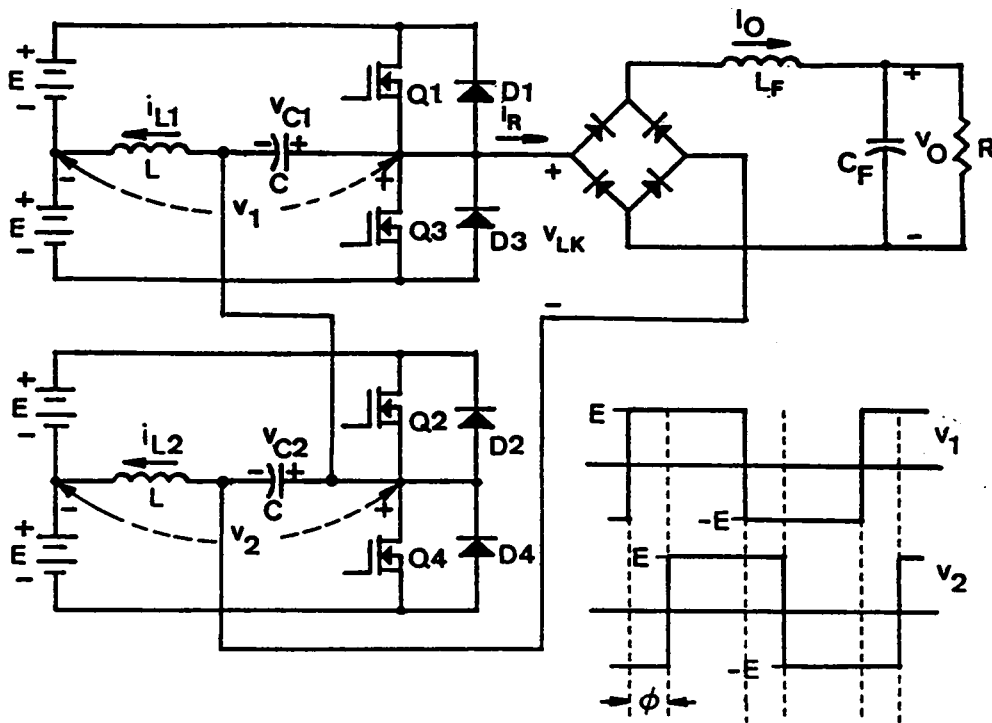 E + -
i_L1
L
v_C1
- +
C
Q1
D1
i_R
i_O
L_F
+
C_F
v_O
R
-
- v_1 +
E + -
Q3
D3
+
v_LK
-
E + -
i_L2
L
v_C2
- +
C
Q2
D2
- v_2 +
E + -
Q4
D4
E
v_1
-E
E
v_2
-E
ϕ